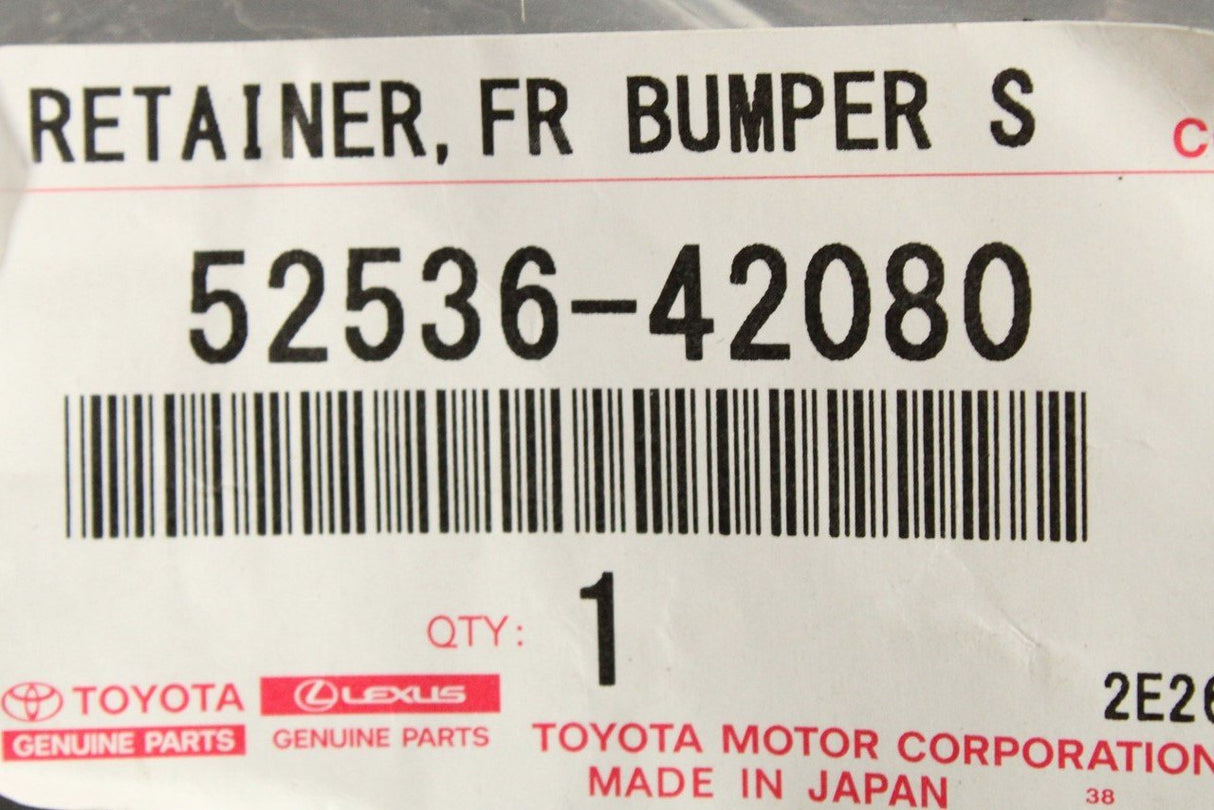 RETAINER, FR BUMPER S
52536-42080
QTY: 1
TOYOTA
GENUINE PARTS
LEXUS
GENUINE PARTS
TOYOTA MOTOR CORPORATION
MADE IN JAPAN
38